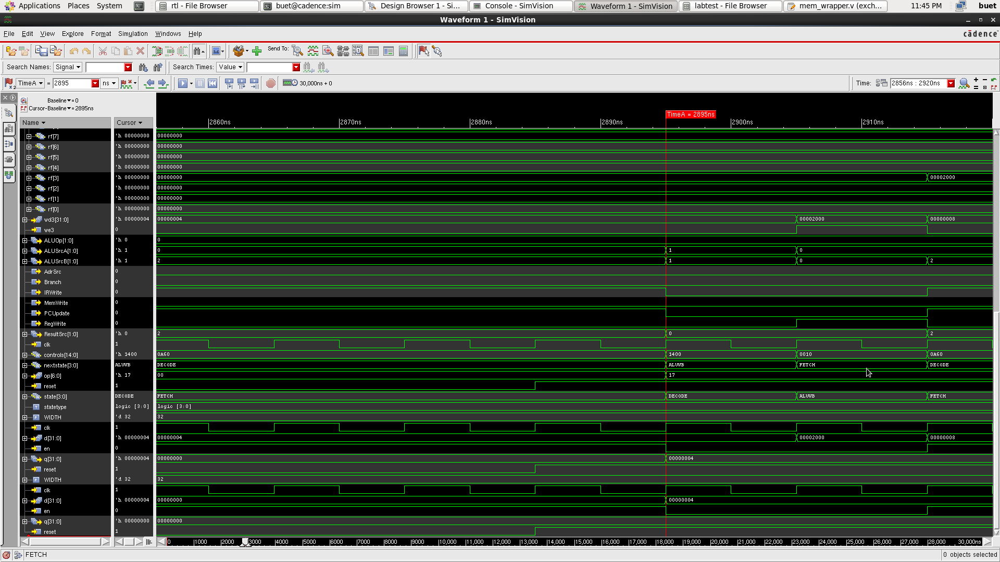 Applications Places System rtl - File Browser buet@cadence:sim Design Browser 1 - Si... Console - SimVision Waveform 1 - SimVision labtest - File Browser mem_wrapper.v (exch... 11:45 PM buet
Waveform 1 - SimVision
File Edit View Explore Format Simulation Windows Help cādence
Send To:
Search Names: Signal Search Times: Value
TimeA = 2895 ns 30,000ns + 0 Time: 2856ns : 2920ns
Baseline = 0
Cursor-Baseline = 2895ns
TimeA = 2895ns
Name Cursor 2860ns 2870ns 2880ns 2890ns 2900ns 2910ns
rf[7] 'h 00000000 00000000
rf[6] 'h 00000000 00000000
rf[5] 'h 00000000 00000000
rf[4] 'h 00000000 00000000
rf[3] 'h 00000000 00000000 00002000
rf[2] 'h 00000000 00000000
rf[1] 'h 00000000 00000000
rf[0] 'h 00000000 00000000
wd3[31:0] 'h 00000004 00000004 00002000 00000008
we3 0
ALUOp[1:0] 'h 0 0
ALUSrcA[1:0] 'h 1 0 1 0
ALUSrcB[1:0] 'h 1 2 1 0 2
AdrSrc 0
Branch 0
IRWrite 0
MemWrite 0
PCUpdate 0
RegWrite 0
ResultSrc[1:0] 'h 0 2 0 2
clk 1
controls[14:0] 'h 1400 0A60 1400 0010 0A60
nextstate[3:0] ALUWB DECODE ALUWB FETCH DECODE
op[6:0] 'h 17 00 17
reset 1
state[3:0] DECODE FETCH DECODE ALUWB FETCH
statetype logic [3:0] logic [3:0]
WIDTH 'd 32 32
clk 1
d[31:0] 'h 00000004 00000004 00002000 00000008
en 0
q[31:0] 'h 00000004 00000000 00000004
reset 1
WIDTH 'd 32 32
clk 1
d[31:0] 'h 00000004 00000000 00000004
en 0
q[31:0] 'h 00000000 00000000
reset 1
0 1000 2000 3000 4000 5000 6000 7000 8000 9000 10,000 11,000 12,000 13,000 14,000 15,000 16,000 17,000 18,000 19,000 20,000 21,000 22,000 23,000 24,000 25,000 26,000 27,000 28,000 30,000ns
FETCH 0 objects selected